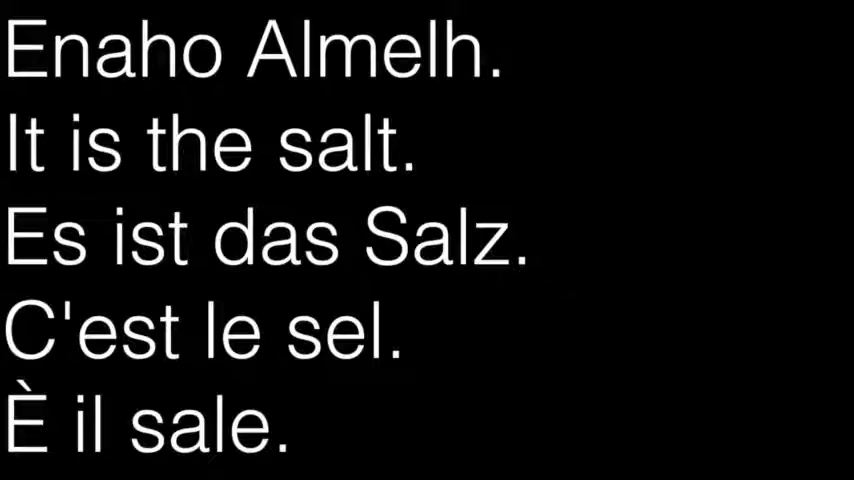 Enaho Almelh.
It is the salt.
Es ist das Salz.
C'est le sel.
È il sale.